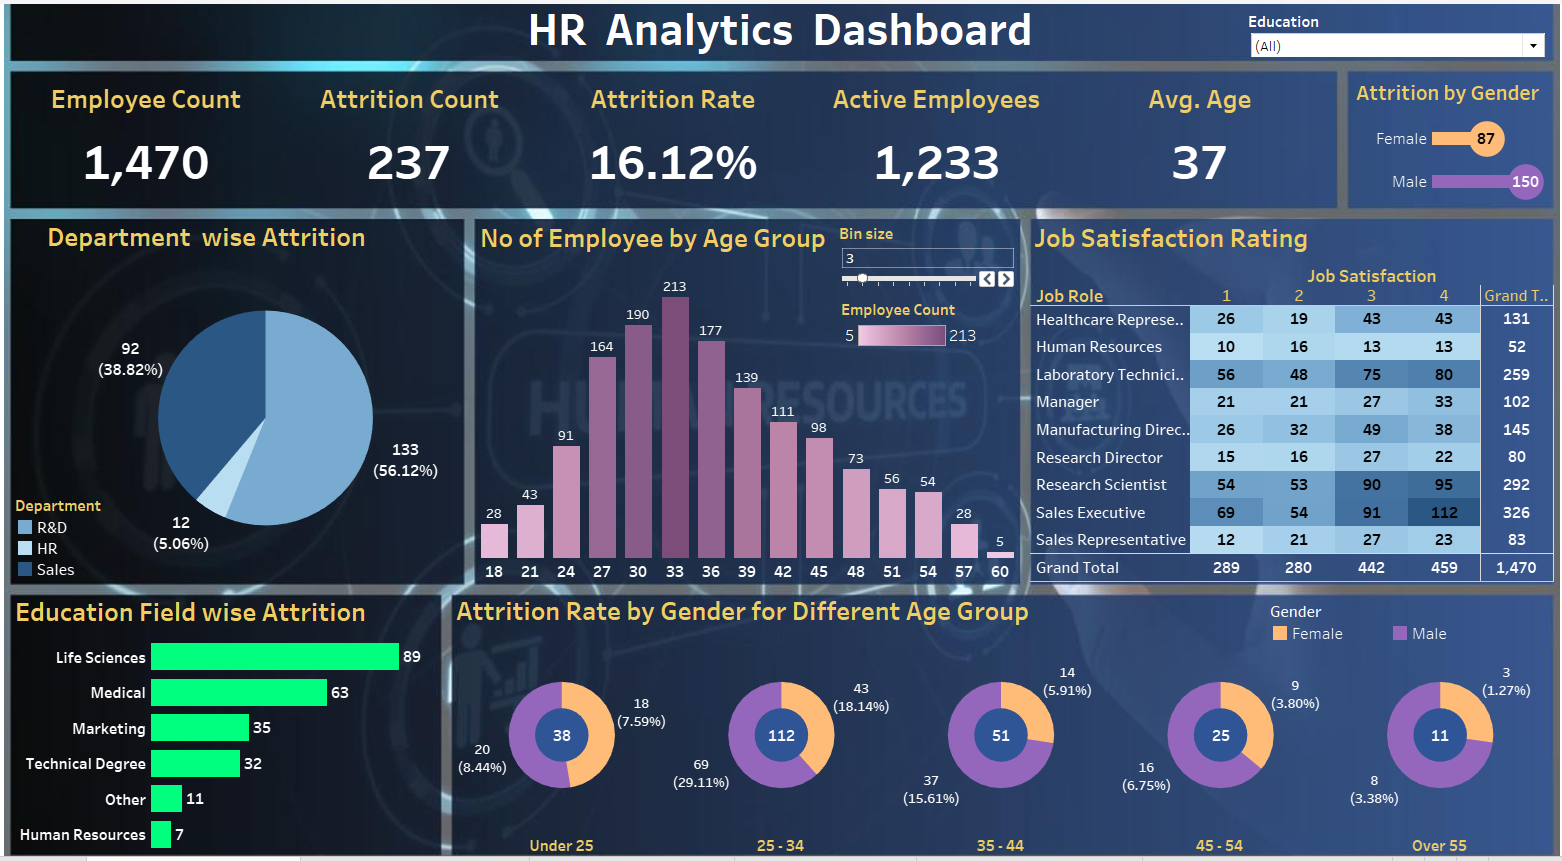 HR Analytics Dashboard
Education
(All)
Employee Count
1,470
Attrition Count
237
Attrition Rate
16.12%
Active Employees
1,233
Avg. Age
37
Attrition by Gender
Female 87
Male 150
Department wise Attrition
92
(38.82%)
133
(56.12%)
12
(5.06%)
Department
R&D
HR
Sales
No of Employee by Age Group
Bin size
3
Employee Count
5 213
28 43 91 164 190 213 177 139 111 98 73 56 54 28 5
18 21 24 27 30 33 36 39 42 45 48 51 54 57 60
HUMAN RESOURCES
Job Satisfaction Rating
Job Satisfaction
Job Role 1 2 3 4 Grand T..
Healthcare Represe.. 26 19 43 43 131
Human Resources 10 16 13 13 52
Laboratory Technici.. 56 48 75 80 259
Manager 21 21 27 33 102
Manufacturing Direc.. 26 32 49 38 145
Research Director 15 16 27 22 80
Research Scientist 54 53 90 95 292
Sales Executive 69 54 91 112 326
Sales Representative 12 21 27 23 83
Grand Total 289 280 442 459 1,470
Education Field wise Attrition
Life Sciences 89
Medical 63
Marketing 35
Technical Degree 32
Other 11
Human Resources 7
Attrition Rate by Gender for Different Age Group
Gender
Female Male
18
(7.59%)
38
20
(8.44%)
Under 25
43
(18.14%)
112
69
(29.11%)
25 - 34
14
(5.91%)
51
37
(15.61%)
35 - 44
9
(3.80%)
25
16
(6.75%)
45 - 54
3
(1.27%)
11
8
(3.38%)
Over 55